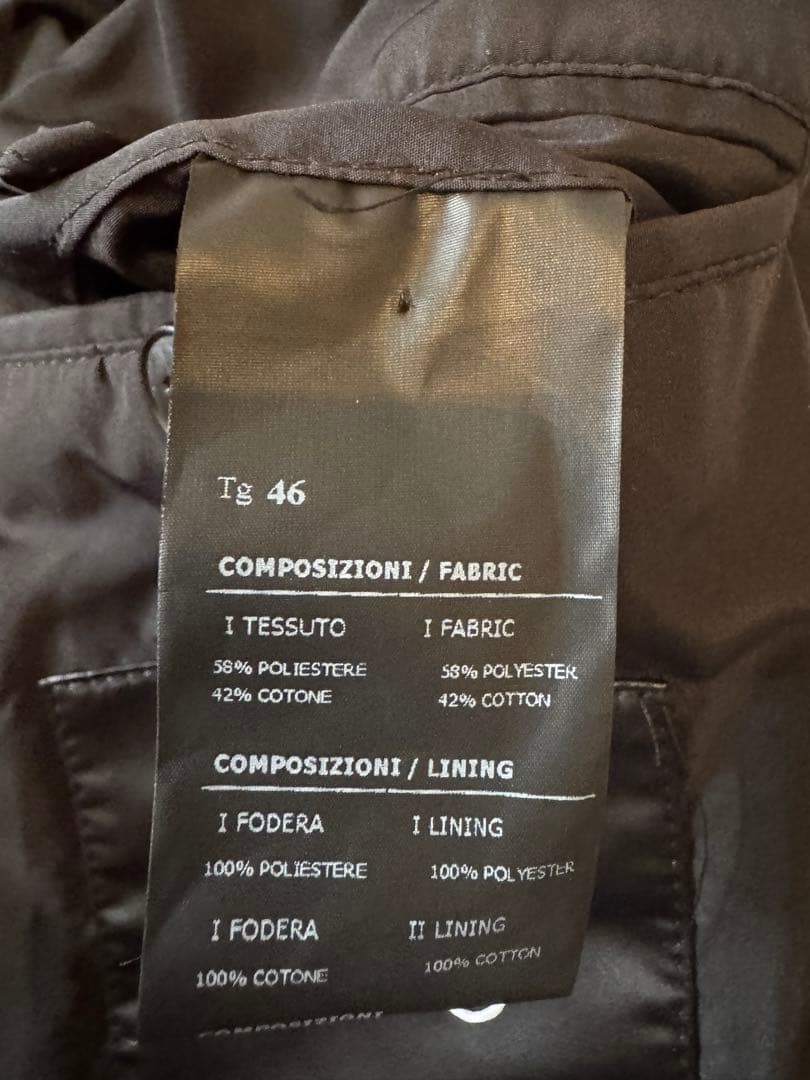 Tg 46
COMPOSIZIONI / FABRIC
I TESSUTO I FABRIC
58% POLIESTERE 58% POLYESTER
42% COTONE 42% COTTON
COMPOSIZIONI / LINING
I FODERA I LINING
100% POLIESTERE 100% POLYESTER
I FODERA II LINING
100% COTONE 100% COTTON
COMPOSIZIONI